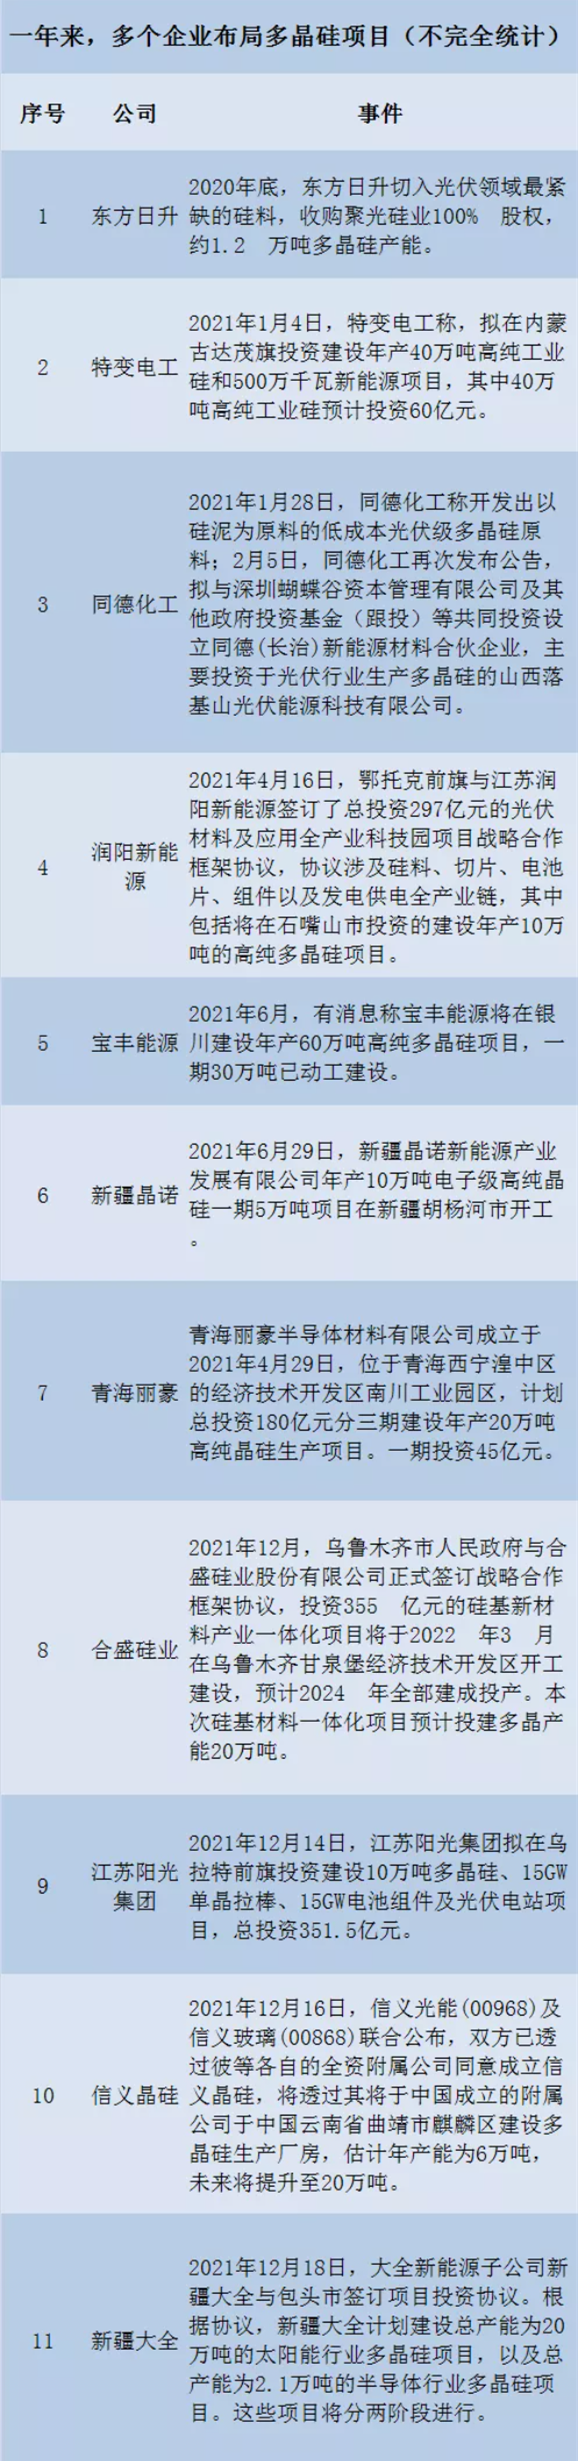 一年来，多个企业布局多晶硅项目（不完全统计）
序号 公司 事件
1 东方日升
2020年底，东方日升切入光伏领域最紧
缺的硅料，收购聚光硅业100% 股权，
约1.2 万吨多晶硅产能。
2 特变电工
2021年1月4日，特变电工称，拟在内蒙
古达茂旗投资建设年产40万吨高纯工业
硅和500万千瓦新能源项目，其中40万
吨高纯工业硅预计投资60亿元。
3 同德化工
2021年1月28日，同德化工称开发出以
硅泥为原料的低成本光伏级多晶硅原
料；2月5日，同德化工再次发布公告，
拟与深圳蝴蝶谷资本管理有限公司及其
他政府投资基金（跟投）等共同投资设
立同德(长治)新能源材料合伙企业，主
要投资于光伏行业生产多晶硅的山西落
基山光伏能源科技有限公司。
4 润阳新能
源
2021年4月16日，鄂托克前旗与江苏润
阳新能源签订了总投资297亿元的光伏
材料及应用全产业科技园项目战略合作
框架协议，协议涉及硅料、切片、电池
片、组件以及发电供电全产业链，其中
包括将在石嘴山市投资的建设年产10万
吨的高纯多晶硅项目。
5 宝丰能源
2021年6月，有消息称宝丰能源将在银
川建设年产60万吨高纯多晶硅项目，一
期30万吨已动工建设。
6 新疆晶诺
2021年6月29日，新疆晶诺新能源产业
发展有限公司年产10万吨电子级高纯晶
硅一期5万吨项目在新疆胡杨河市开工
。
7 青海丽豪
青海丽豪半导体材料有限公司成立于
2021年4月29日，位于青海西宁湟中区
的经济技术开发区南川工业园区，计划
总投资180亿元分三期建设年产20万吨
高纯晶硅生产项目。一期投资45亿元。
8 合盛硅业
2021年12月，乌鲁木齐市人民政府与合
盛硅业股份有限公司正式签订战略合作
框架协议，投资355 亿元的硅基新材
料产业一体化项目将于2022 年3 月
在乌鲁木齐甘泉堡经济技术开发区开工
建设，预计2024 年全部建成投产。本
次硅基材料一体化项目预计投建多晶产
能20万吨。
9 江苏阳光
集团
2021年12月14日，江苏阳光集团拟在乌
拉特前旗投资建设10万吨多晶硅、15GW
单晶拉棒、15GW电池组件及光伏电站项
目，总投资351.5亿元。
10 信义晶硅
2021年12月16日，信义光能(00968)及
信义玻璃(00868)联合公布，双方已透
过彼等各自的全资附属公司同意成立信
义晶硅，将透过其将于中国成立的附属
公司于中国云南省曲靖市麒麟区建设多
晶硅生产厂房，估计年产能为6万吨，
未来将提升至20万吨。
11 新疆大全
2021年12月18日，大全新能源子公司新
疆大全与包头市签订项目投资协议。根
据协议，新疆大全计划建设总产能为20
万吨的太阳能行业多晶硅项目，以及总
产能为2.1万吨的半导体行业多晶硅项
目。这些项目将分两阶段进行。